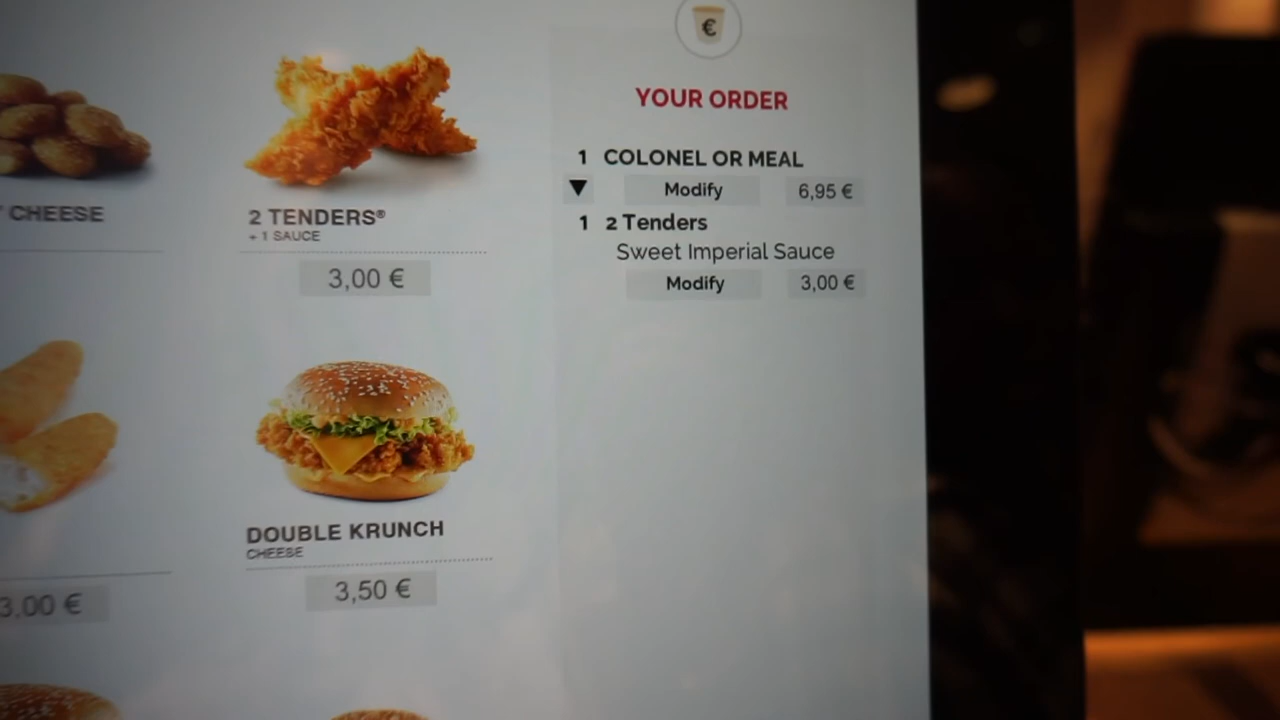 CHEESE
3,00 €
2 TENDERS®
+ 1 SAUCE
3,00 €
DOUBLE KRUNCH
CHEESE
3,50 €
€
YOUR ORDER
1 COLONEL OR MEAL
Modify 6,95 €
1 2 Tenders
Sweet Imperial Sauce
Modify 3,00 €